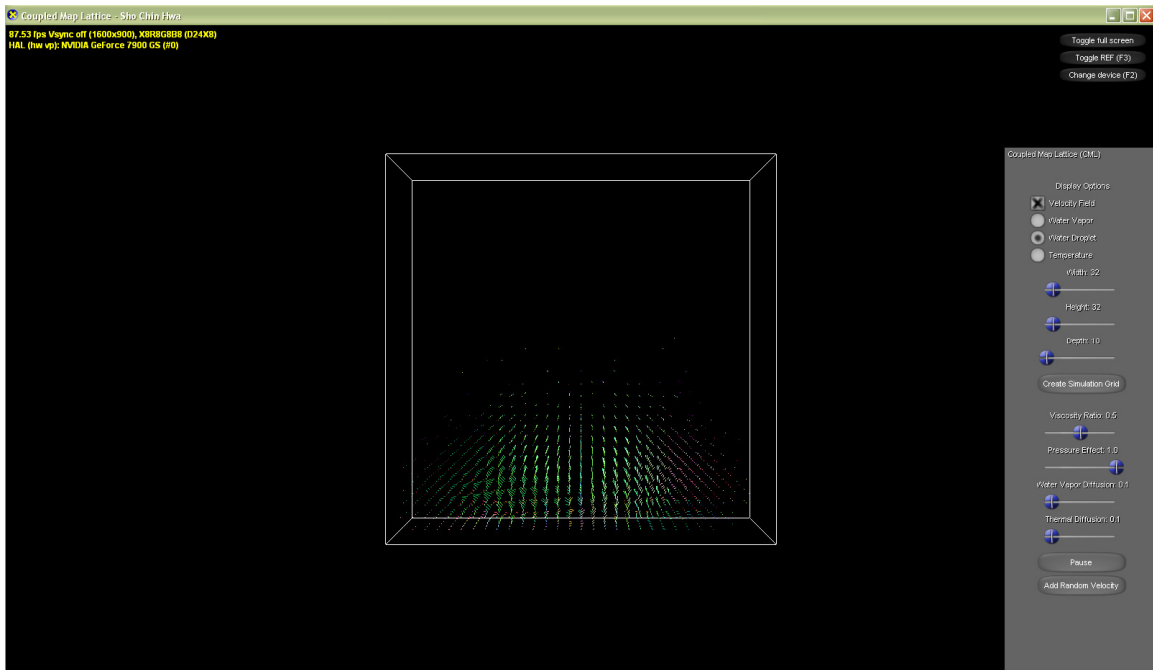 Coupled Map Lattice - Sho Chin Hwa
87.53 fps Vsync off (1600x900), X8R8G8B8 (D24X8)
HAL (hw vp): NVIDIA GeForce 7900 GS (#0)
Toggle full screen
Toggle REF (F3)
Change device (F2)
Coupled Map Lattice (CML)
Display Options
Velocity Field
Water Vapor
Water Droplet
Temperature
Width: 32
Height: 32
Depth: 10
Create Simulation Grid
Viscosity Ratio: 0.5
Pressure Effect: 1.0
Water Vapor Diffusion: 0.1
Thermal Diffusion: 0.1
Pause
Add Random Velocity